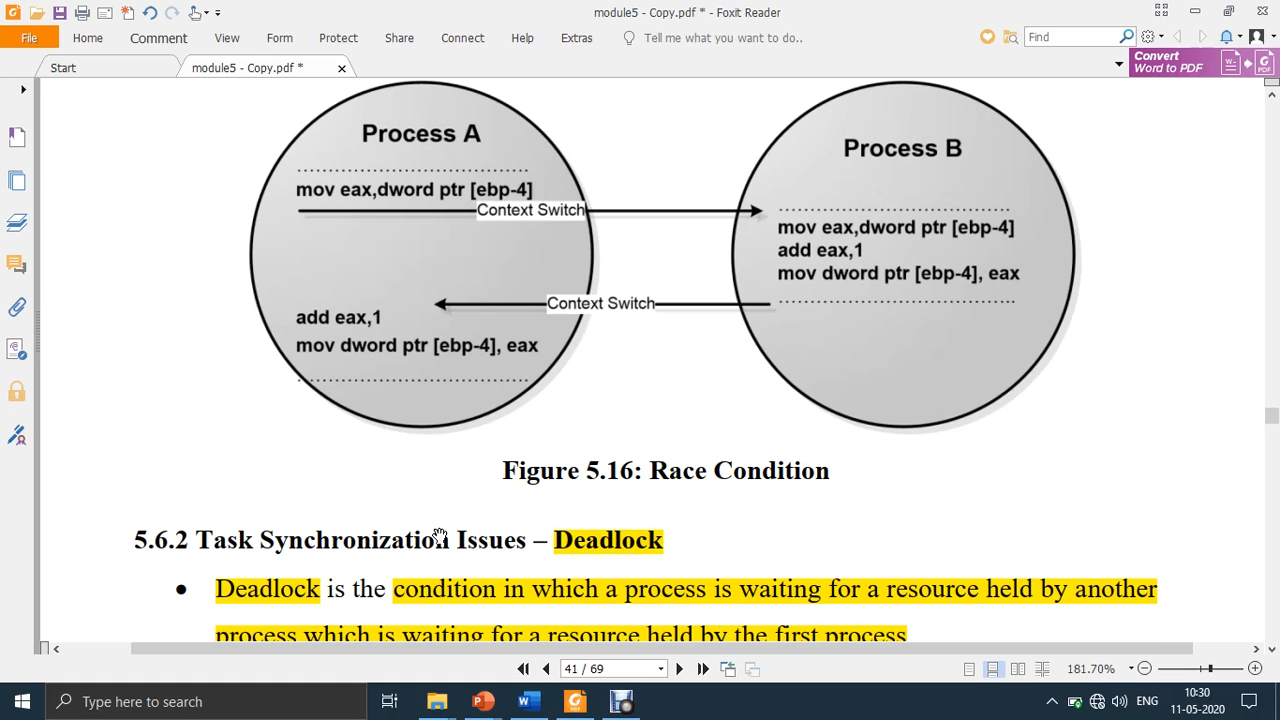 module5 - Copy.pdf * - Foxit Reader
File Home Comment View Form Protect Share Connect Help Extras Tell me what you want to do.. Find
Start module5 - Copy.pdf *
Convert
Word to PDF
Process A
mov eax,dword ptr [ebp-4]
Context Switch
add eax,1
mov dword ptr [ebp-4], eax
Process B
mov eax,dword ptr [ebp-4]
add eax,1
mov dword ptr [ebp-4], eax
Context Switch
Figure 5.16: Race Condition
5.6.2 Task Synchronization Issues – Deadlock
• Deadlock is the condition in which a process is waiting for a resource held by another
process which is waiting for a resource held by the first process
41 / 69 181.70%
Type here to search ENG 10:30
11-05-2020